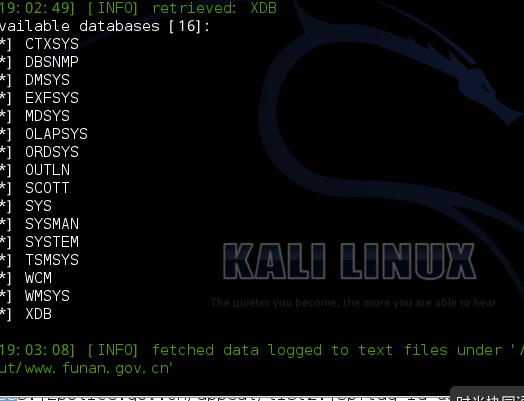 19:02:49] [INFO] retrieved: XDB
vailable databases [16]:
*] CTXSYS
*] DBSNMP
*] DMSYS
*] EXFSYS
*] MDSYS
*] OLAPSYS
*] ORDSYS
*] OUTLN
*] SCOTT
*] SYS
*] SYSMAN
*] SYSTEM
*] TSMSYS
*] WCM
*] WMSYS
*] XDB
KALI LINUX
The quieter you become, the more you are able to hear.
19:03:08] [INFO] fetched data logged to text files under '/
ut/www.funan.gov.cn'